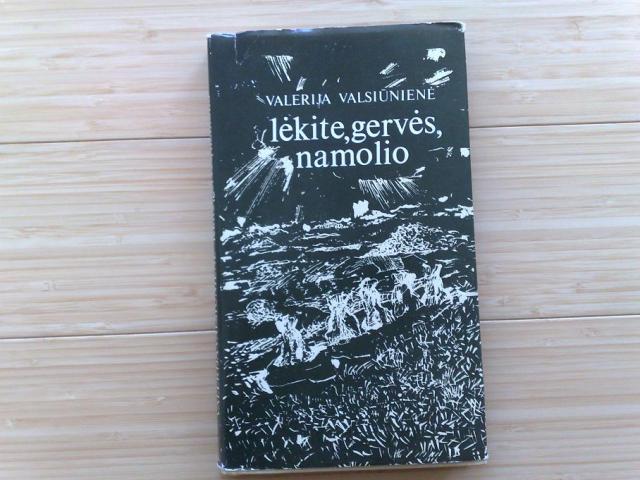 VALERIJA VALSIŪNIENĖ
lėkite, gervės,
namolio